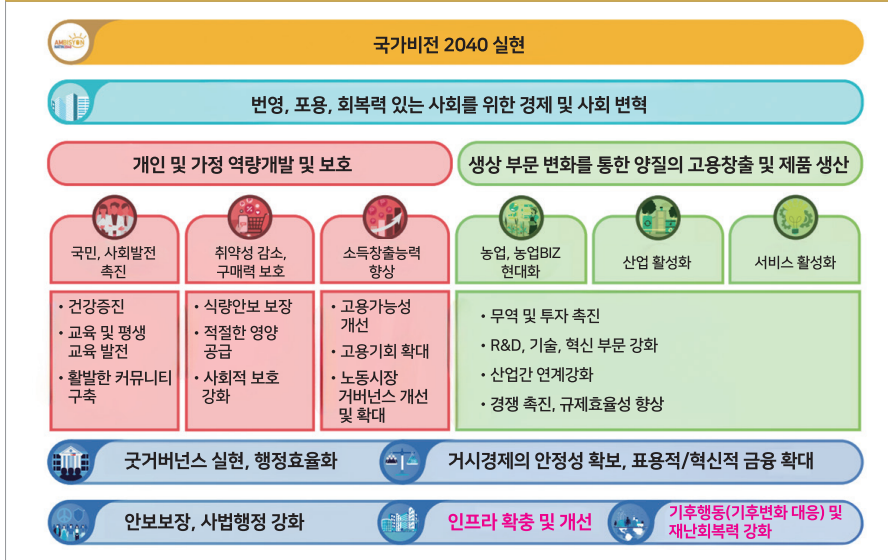 AMBISYON
국가비전 2040 실현
번영, 포용, 회복력 있는 사회를 위한 경제 및 사회 변혁
개인 및 가정 역량개발 및 보호
생상 부문 변화를 통한 양질의 고용창출 및 제품 생산
국민, 사회발전
촉진
취약성 감소,
구매력 보호
소득창출능력
향상
농업, 농업BIZ
현대화
산업 활성화
서비스 활성화
• 건강증진
• 교육 및 평생
교육 발전
• 활발한 커뮤니티
구축
• 식량안보 보장
• 적절한 영양
공급
• 사회적 보호
강화
• 고용가능성
개선
• 고용기회 확대
• 노동시장
거버넌스 개선
및 확대
• 무역 및 투자 촉진
• R&D, 기술, 혁신 부문 강화
• 산업간 연계강화
• 경쟁 촉진, 규제효율성 향상
굿거버넌스 실현, 행정효율화
거시경제의 안정성 확보, 표용적/혁신적 금융 확대
안보보장, 사법행정 강화
인프라 확충 및 개선
기후행동(기후변화 대응) 및
재난회복력 강화